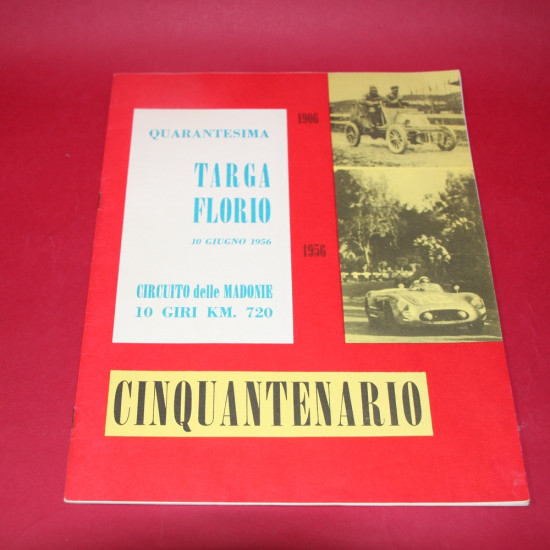 QUARANTESIMA
TARGA
FLORIO
10 GIUGNO 1956
CIRCUITO delle MADONIE
10 GIRI KM. 720
1906
1956
CINQUANTENARIO